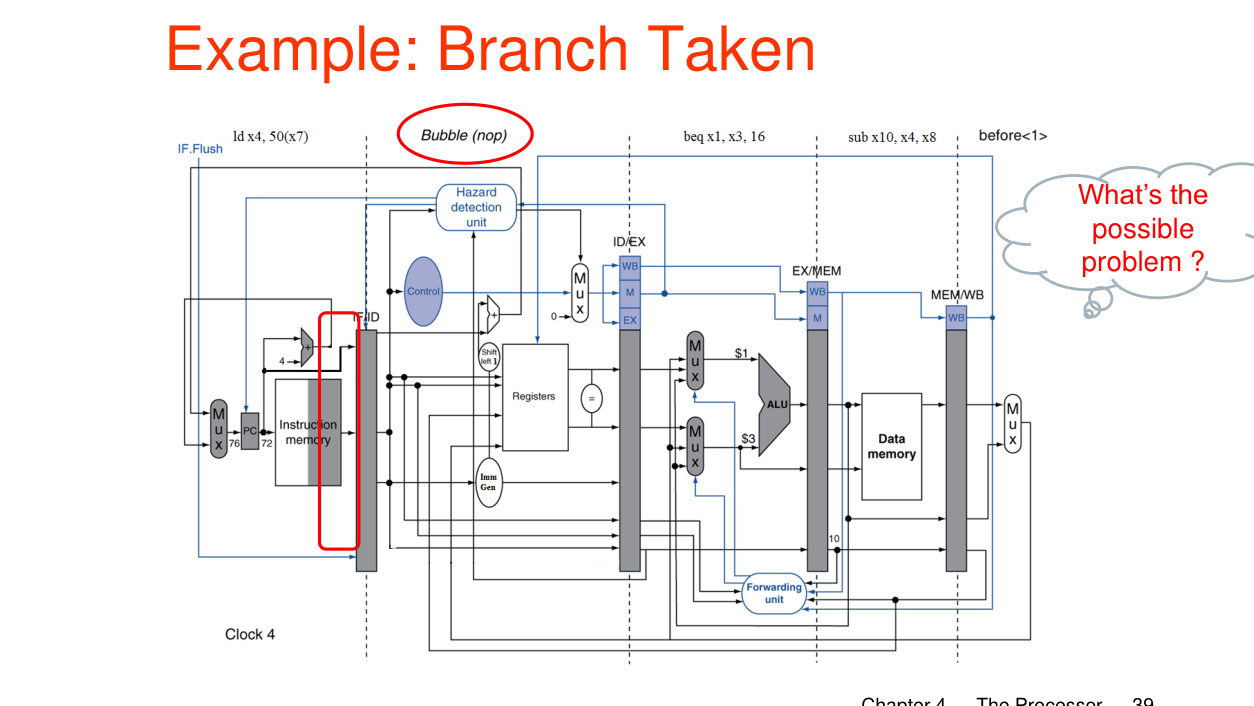 Example: Branch Taken
ld x4, 50(x7)
Bubble (nop)
beq x1, x3, 16
sub x10, x4, x8
before<1>
IF.Flush
Hazard
detection
unit
What's the
possible
problem ?
ID/EX
WB
EX/MEM
Control
M
u
x
M
WB
MEM/WB
0
EX
M
WB
IF/ID
+
+
4
Shift
left 1
M
u
x
$1
Registers
=
ALU
M
u
x
PC
76
72
Instruction
memory
M
u
x
$3
Data
memory
M
u
x
Imm
Gen
10
Forwarding
unit
Clock 4
Chapter 4 — The Processor — 39